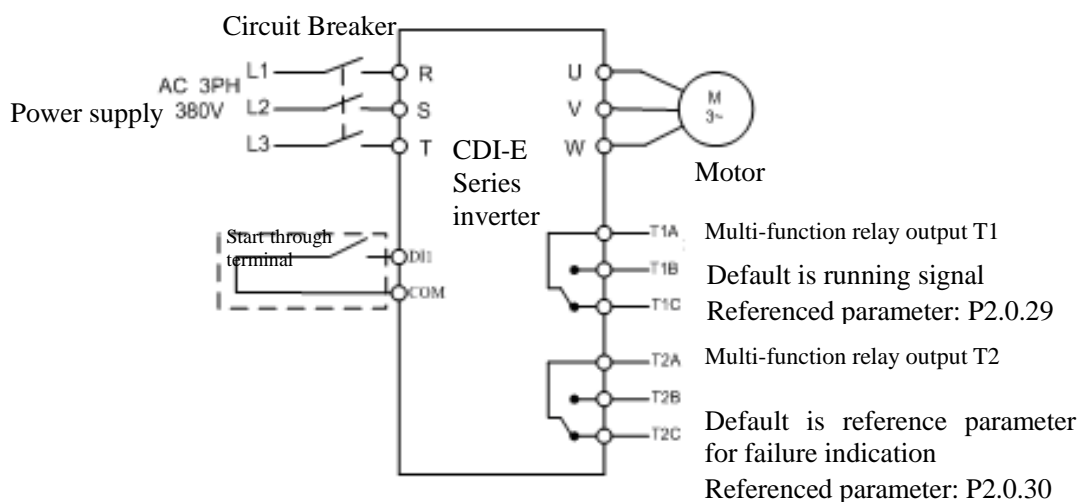 Circuit Breaker
Power supply
AC 3PH
380V
L1
L2
L3
R
S
T
U
V
W
M
3~
Motor
CDI-E
Series
inverter
Start through
terminal
DI1
COM
T1A
T1B
T1C
Multi-function relay output T1
Default is running signal
Referenced parameter: P2.0.29
T2A
T2B
T2C
Multi-function relay output T2
Default is reference parameter
for failure indication
Referenced parameter: P2.0.30